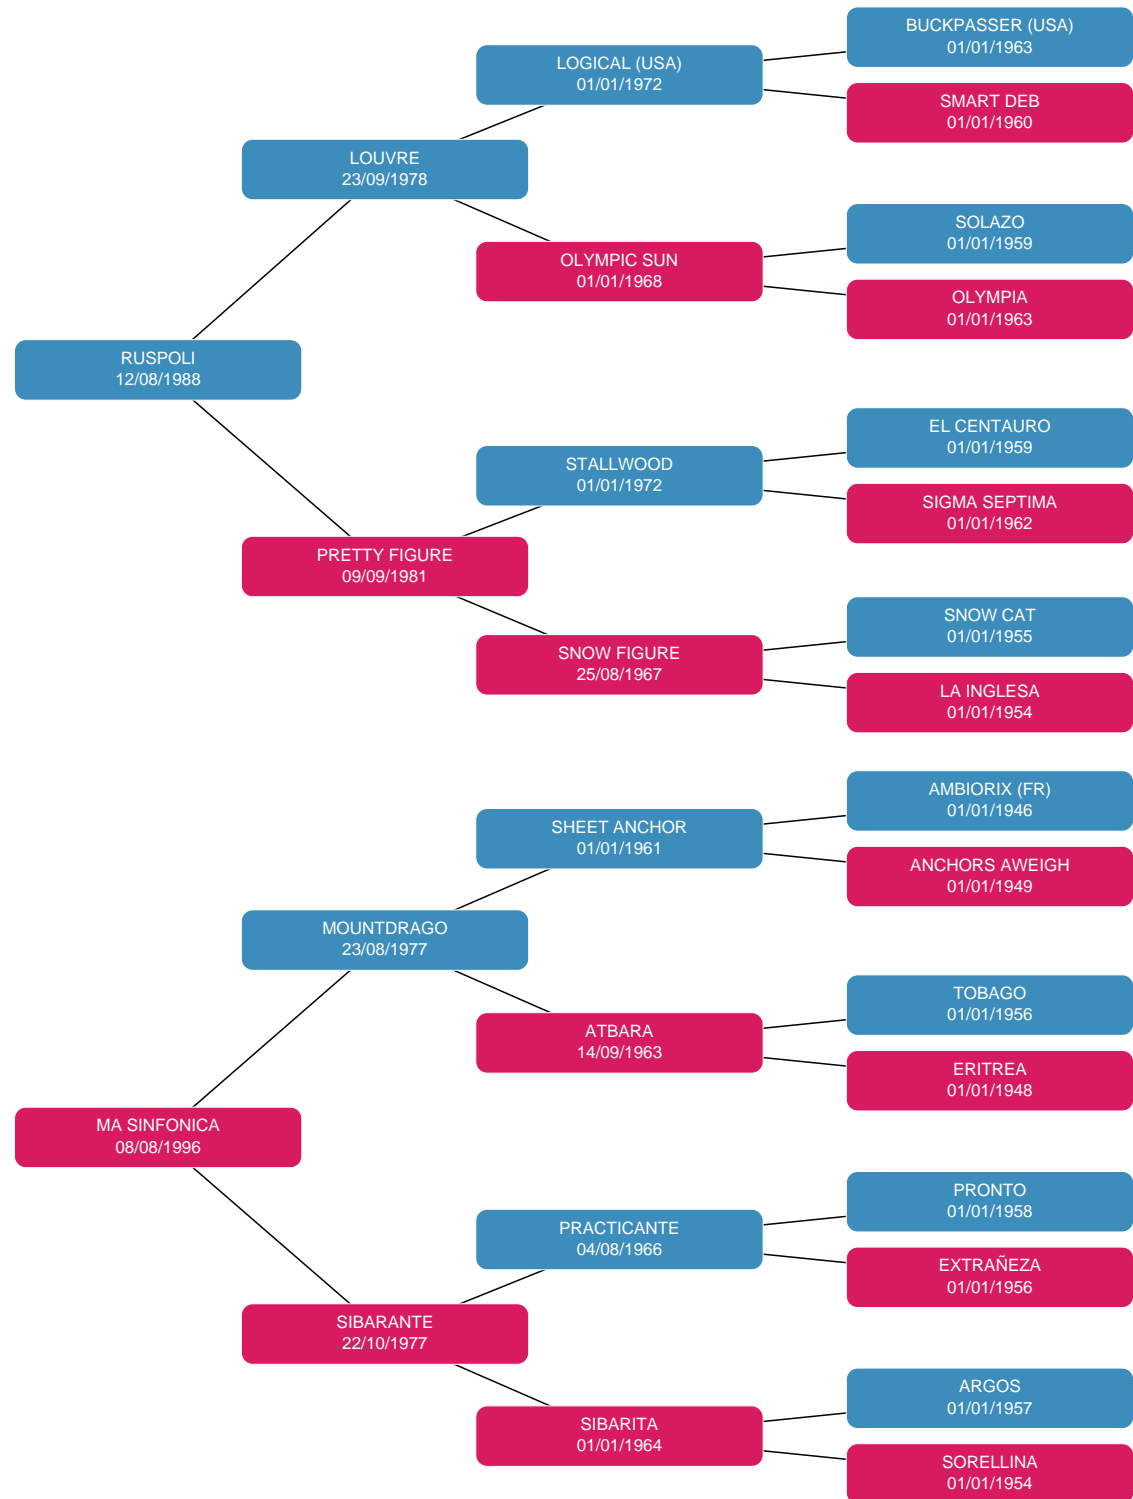 BUCKPASSER (USA)
01/01/1963
LOGICAL (USA)
01/01/1972
SMART DEB
01/01/1960
LOUVRE
23/09/1978
SOLAZO
01/01/1959
OLYMPIC SUN
01/01/1968
OLYMPIA
01/01/1963
RUSPOLI
12/08/1988
EL CENTAURO
01/01/1959
STALLWOOD
01/01/1972
SIGMA SEPTIMA
01/01/1962
PRETTY FIGURE
09/09/1981
SNOW CAT
01/01/1955
SNOW FIGURE
25/08/1967
LA INGLESA
01/01/1954
AMBIORIX (FR)
01/01/1946
SHEET ANCHOR
01/01/1961
ANCHORS AWEIGH
01/01/1949
MOUNTDRAGO
23/08/1977
TOBAGO
01/01/1956
ATBARA
14/09/1963
ERITREA
01/01/1948
MA SINFONICA
08/08/1996
PRONTO
01/01/1958
PRACTICANTE
04/08/1966
EXTRAÑEZA
01/01/1956
SIBARANTE
22/10/1977
ARGOS
01/01/1957
SIBARITA
01/01/1964
SORELLINA
01/01/1954